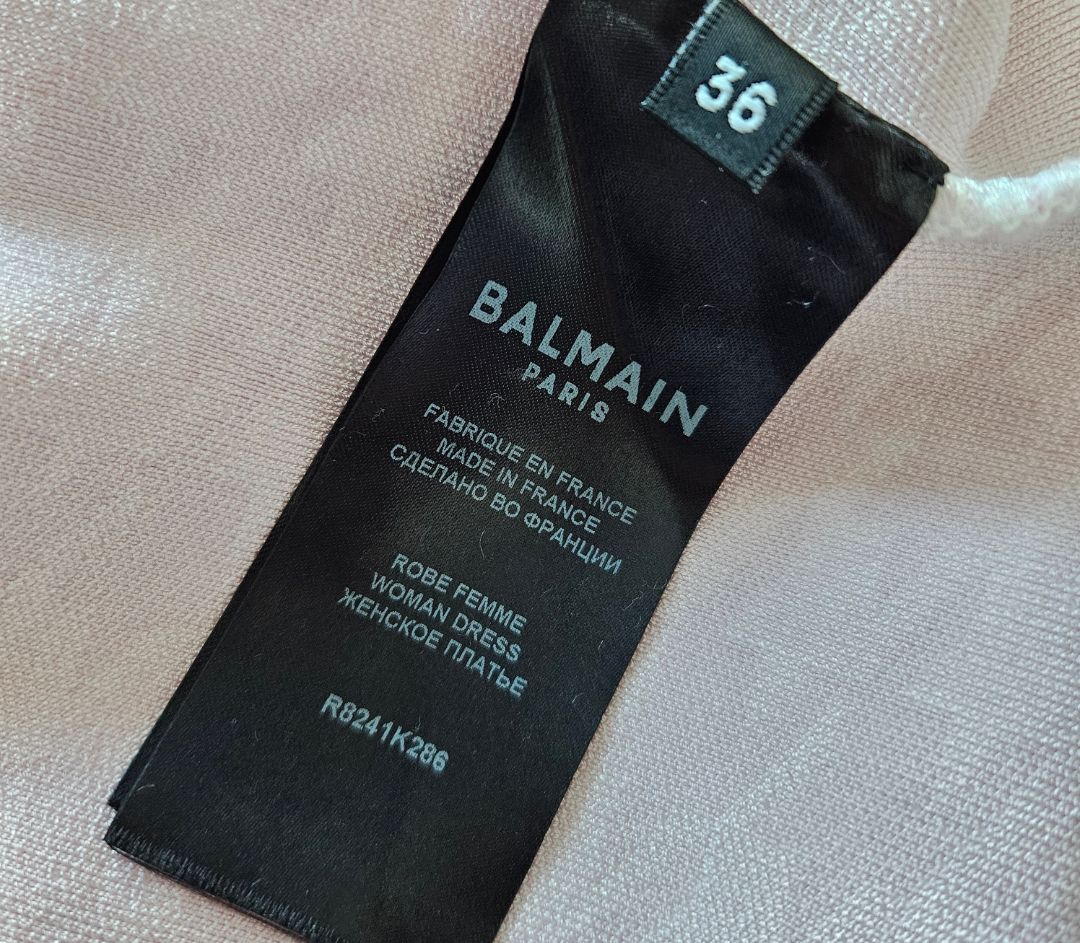 36
BALMAIN
PARIS
FABRIQUE EN FRANCE
MADE IN FRANCE
СДЕЛАНО ВО ФРАНЦИИ
ROBE FEMME
WOMAN DRESS
ЖЕНСКОЕ ПЛАТЬЕ
R8241K286